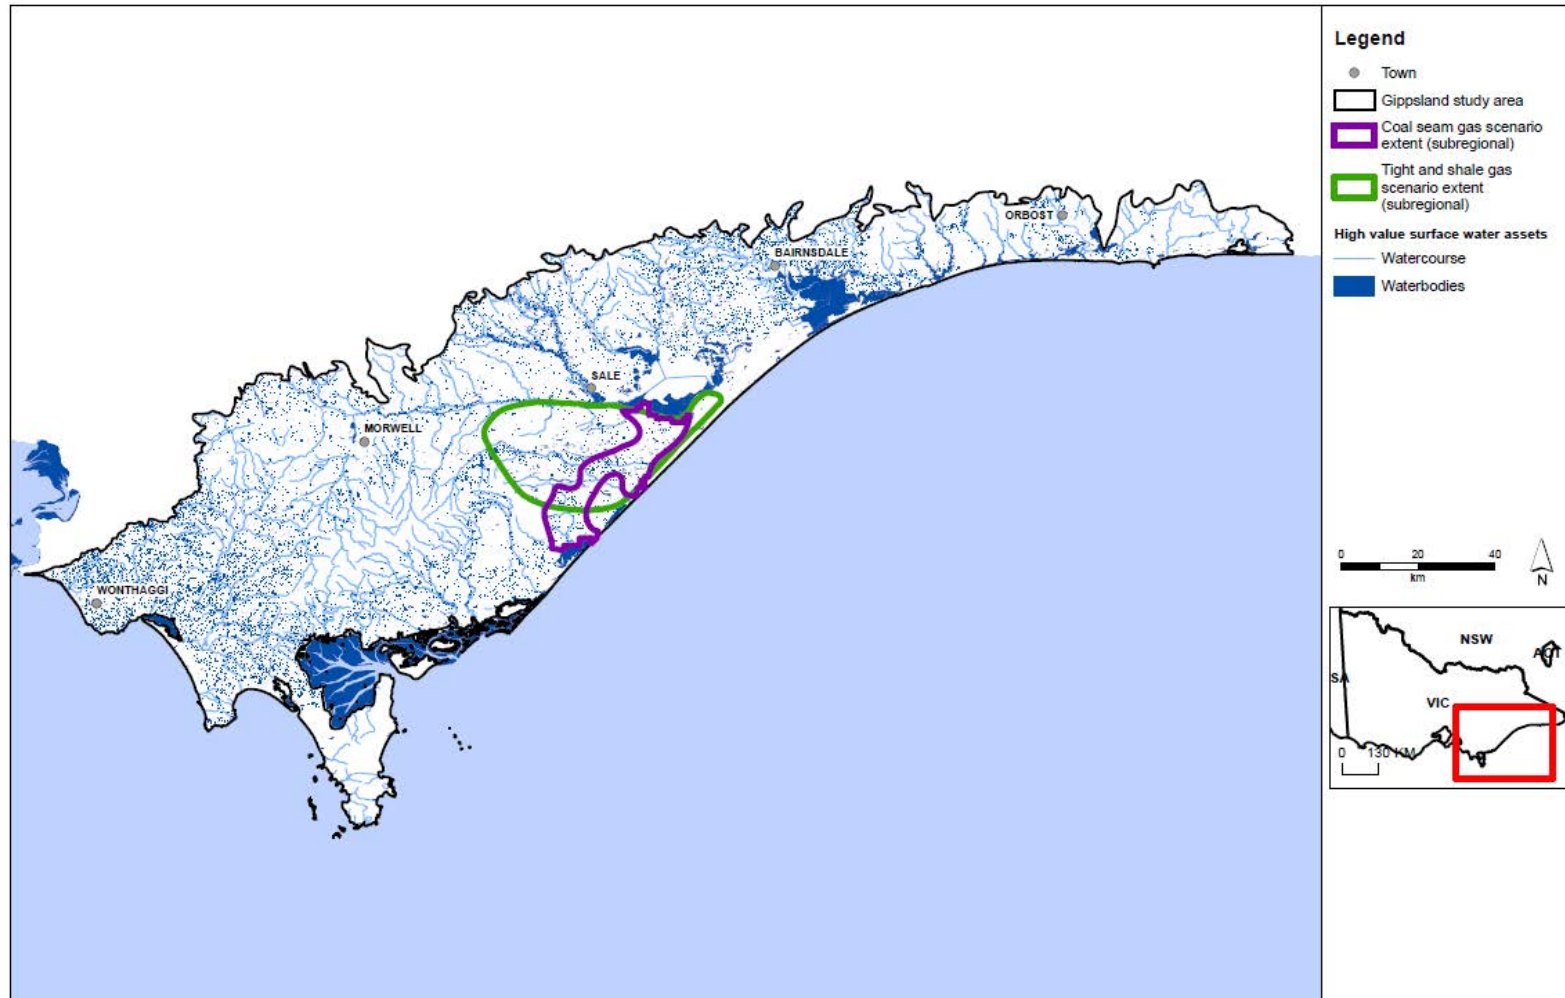 ORBOST
BAIRNSDALE
SALE
MORWELL
WONTHAGGI
Legend
Town
Gippsland study area
Coal seam gas scenario
extent (subregional)
Tight and shale gas
scenario extent
(subregional)
High value surface water assets
Watercourse
Waterbodies
0 20 40
km
N
NSW
ACT
SA
VIC
0 130 KM